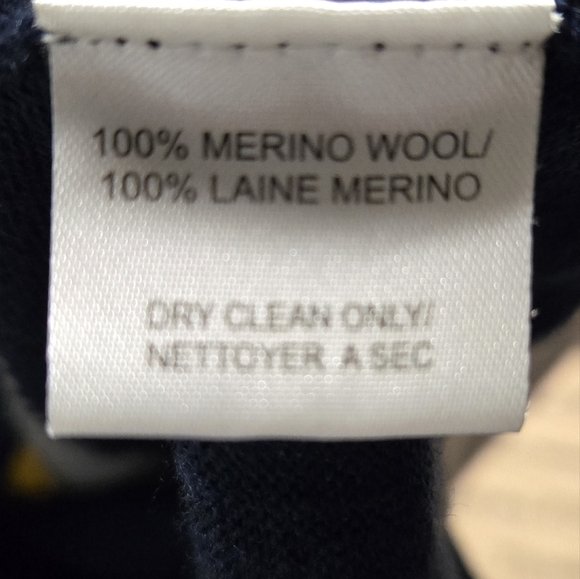 100% MERINO WOOL/
100% LAINE MERINO
DRY CLEAN ONLY/
NETTOYER A SEC